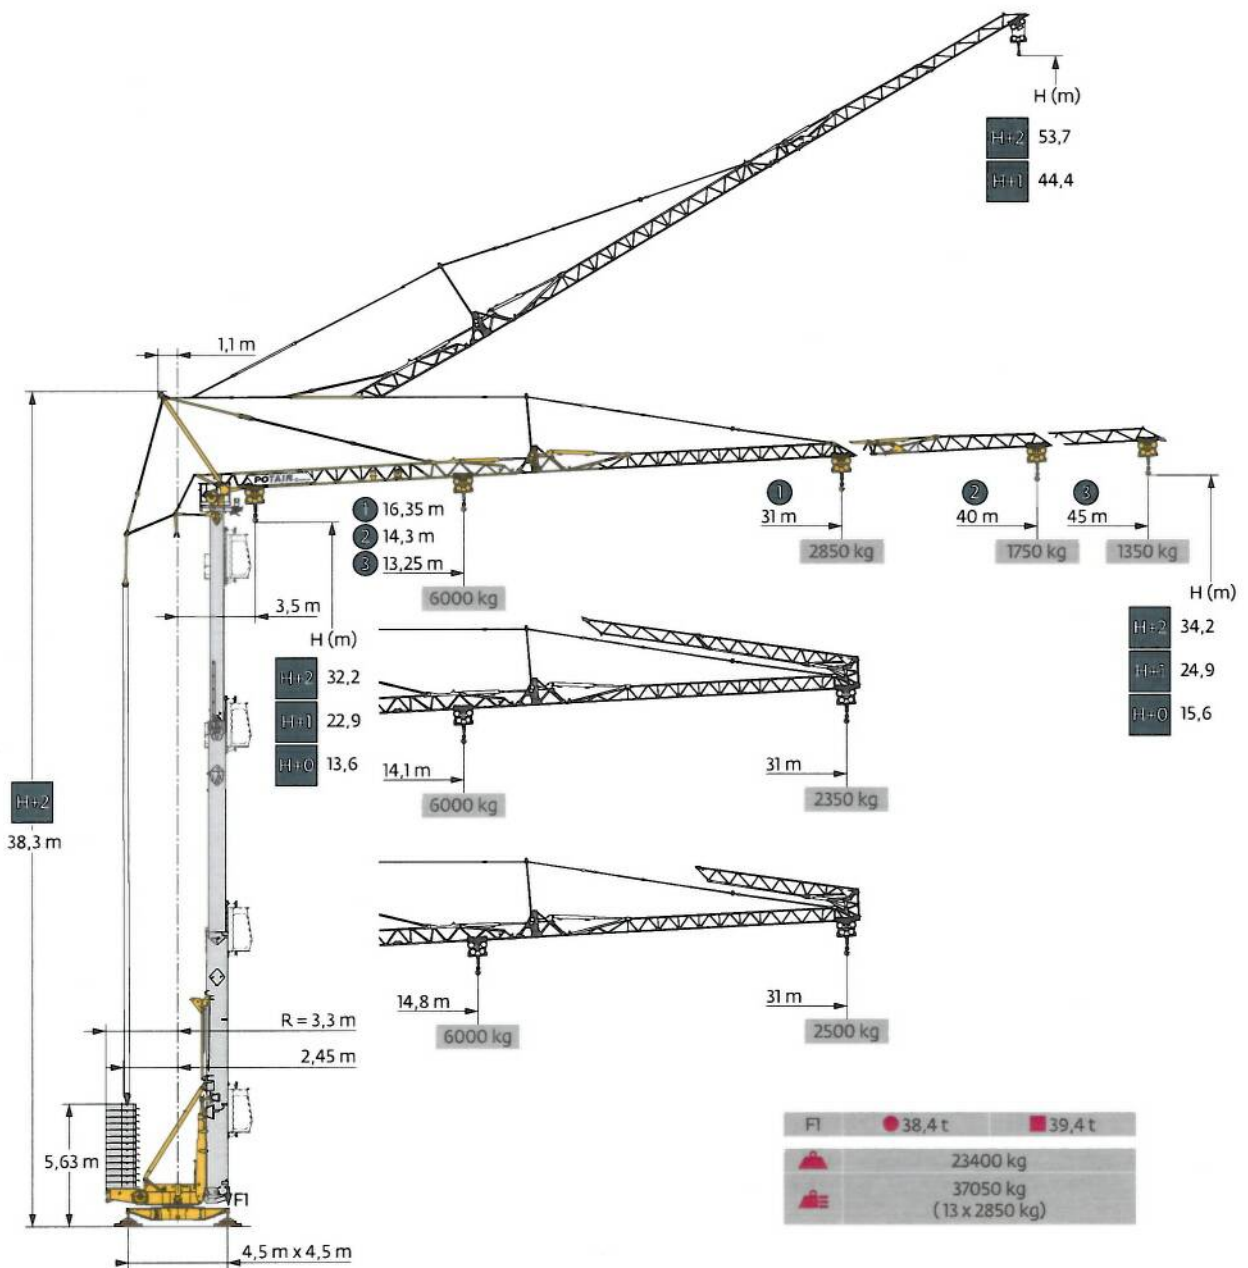 H (m)
H+2 53,7
H+1 44,4
1,1 m
POTAIN
1 16,35 m
2 14,3 m
3 13,25 m
6000 kg
1
31 m
2850 kg
2
40 m
1750 kg
3
45 m
1350 kg
3,5 m
H (m)
H+2 32,2
H+1 22,9
H+0 13,6
H (m)
H+2 34,2
H+1 24,9
H+0 15,6
14,1 m
6000 kg
31 m
2350 kg
H+2
38,3 m
14,8 m
6000 kg
31 m
2500 kg
R = 3,3 m
2,45 m
5,63 m
F1
4,5 m x 4,5 m
F1 38,4 t 39,4 t
23400 kg
37050 kg
(13 x 2850 kg)